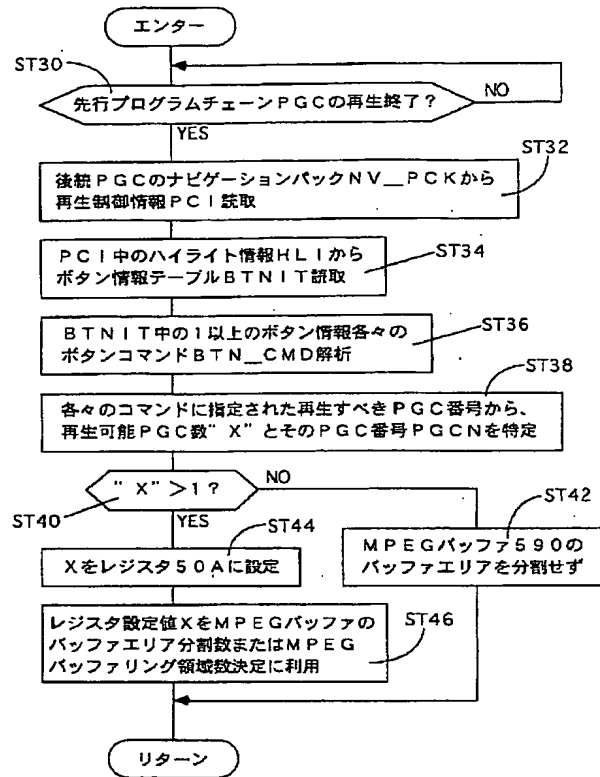 エンター
ST30
先行プログラムチェーンPGCの再生終了?
NO
YES
ST32
後続PGCのナビゲーションパックNV__PCKから
再生制御情報PCI読取
ST34
PCI中のハイライト情報HLIから
ボタン情報テーブルBTNIT読取
ST36
BTNIT中の1以上のボタン情報各々の
ボタンコマンドBTN__CMD解析
ST38
各々のコマンドに指定された再生すべきPGC番号から、
再生可能PGC数"X"とそのPGC番号PGCNを特定
"X">1?
NO
ST40
YES
ST42
MPEGバッファ590の
バッファエリアを分割せず
ST44
Xをレジスタ50Aに設定
ST46
レジスタ設定値XをMPEGバッファの
バッファエリア分割数またはMPEG
バッファリング領域数決定に利用
リターン